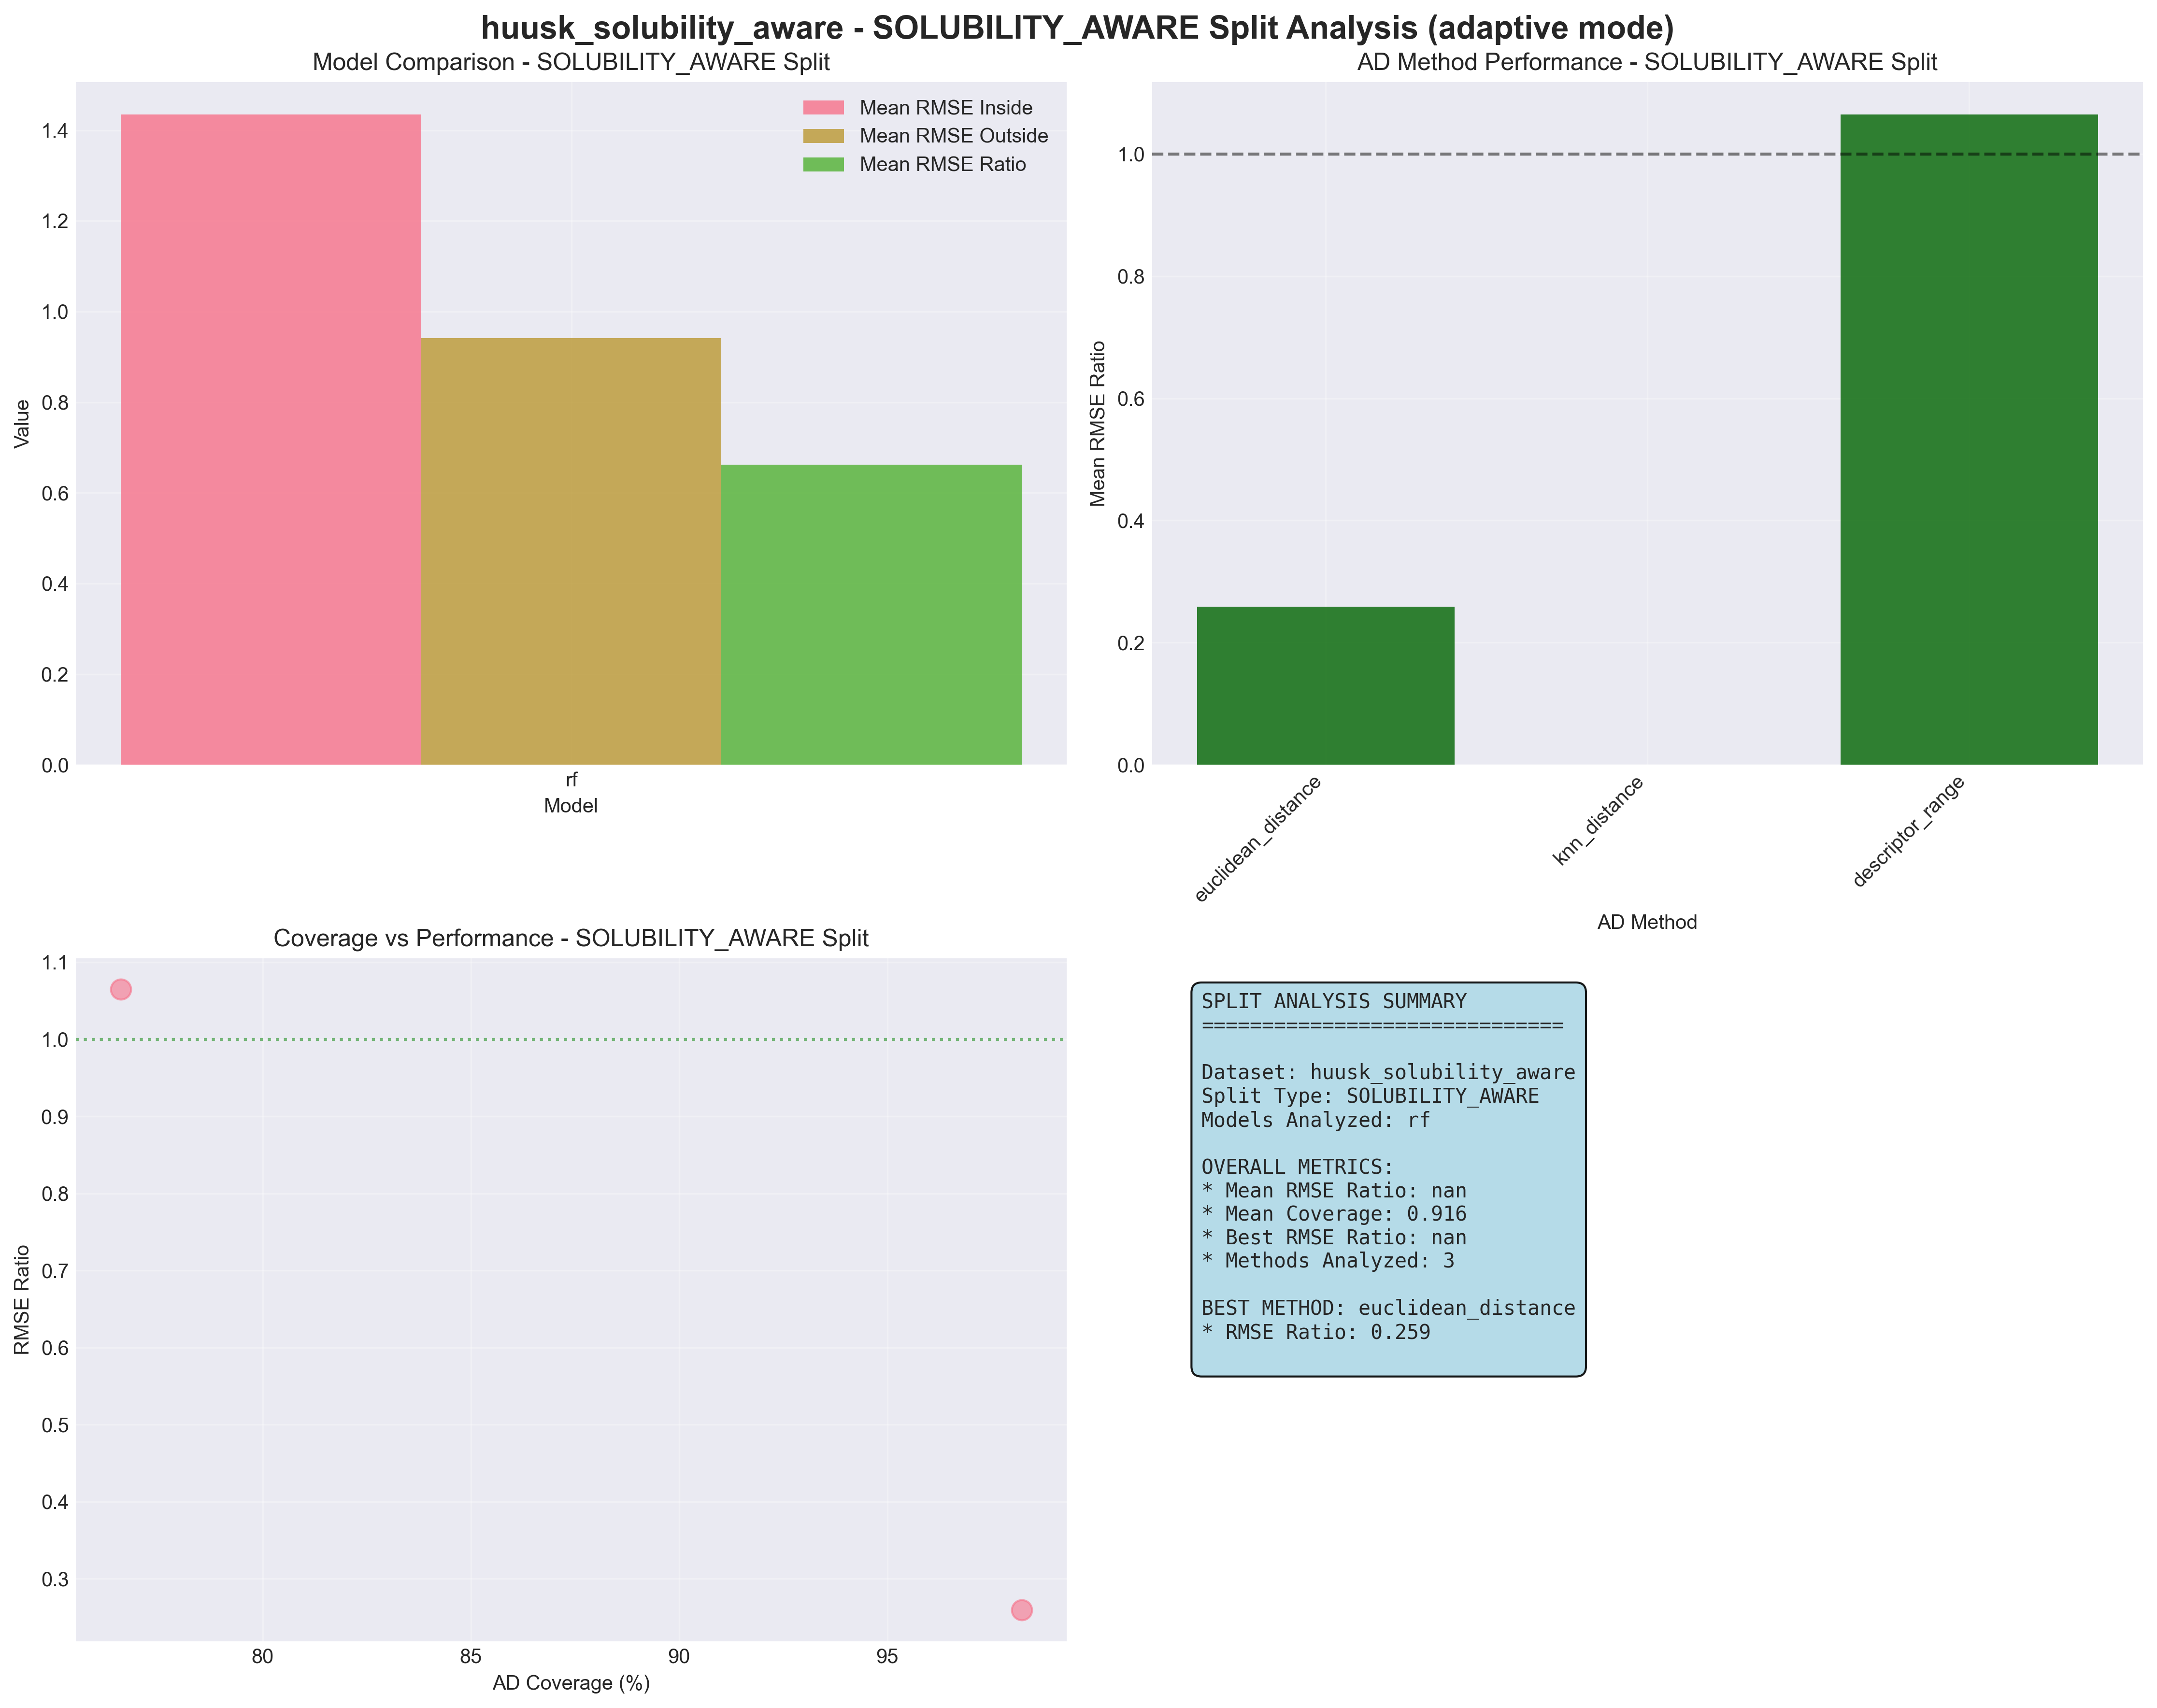 huusk_solubility_aware - SOLUBILITY_AWARE Split Analysis (adaptive mode)
Model Comparison - SOLUBILITY_AWARE Split
Mean RMSE Inside
Mean RMSE Outside
Mean RMSE Ratio
1.4
1.2
1.0
0.8
0.6
0.4
0.2
0.0
Value
rf
Model
AD Method Performance - SOLUBILITY_AWARE Split
1.0
0.8
0.6
0.4
0.2
0.0
Mean RMSE Ratio
euclidean_distance
knn_distance
descriptor_range
AD Method
Coverage vs Performance - SOLUBILITY_AWARE Split
1.1
1.0
0.9
0.8
0.7
0.6
0.5
0.4
0.3
RMSE Ratio
80
85
90
95
AD Coverage (%)
SPLIT ANALYSIS SUMMARY
==============================
Dataset: huusk_solubility_aware
Split Type: SOLUBILITY_AWARE
Models Analyzed: rf
OVERALL METRICS:
* Mean RMSE Ratio: nan
* Mean Coverage: 0.916
* Best RMSE Ratio: nan
* Methods Analyzed: 3
BEST METHOD: euclidean_distance
* RMSE Ratio: 0.259